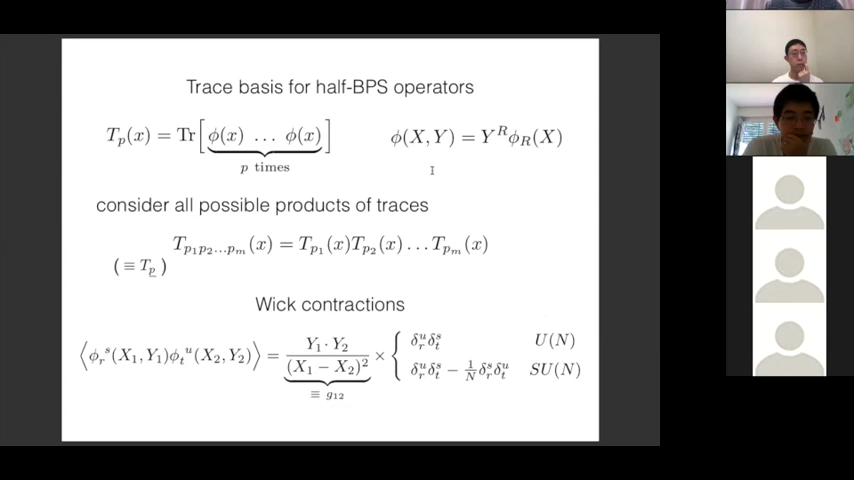 Trace basis for half-BPS operators
T_p(x) = Tr[ϕ(x) … ϕ(x)]    ϕ(X, Y) = Y^R ϕ_R(X)
p times
consider all possible products of traces
T_{p_1 p_2…p_m}(x) = T_{p_1}(x)T_{p_2}(x) … T_{p_m}(x)
( ≡ T_p )
Wick contractions
⟨ϕ_r^s(X_1, Y_1)ϕ_t^u(X_2, Y_2)⟩ = Y_1 · Y_2 / (X_1 − X_2)^2 × { δ_r^u δ_t^s    U(N)
δ_r^u δ_t^s − 1/N δ_r^s δ_t^u    SU(N)
≡ g_{12}